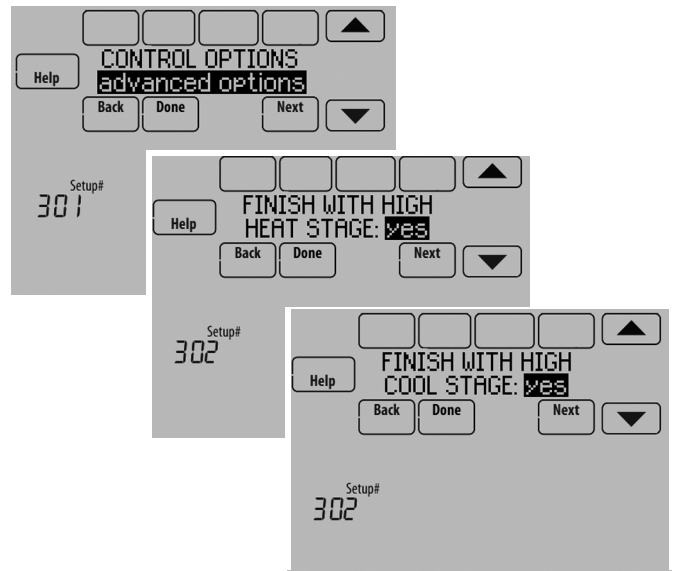 CONTROL OPTIONS
Help
advanced options
Back Done Next
Setup#
301
FINISH WITH HIGH
Help
HEAT STAGE: yes
Back Done Next
Setup#
302
FINISH WITH HIGH
Help
COOL STAGE: yes
Back Done Next
Setup#
302